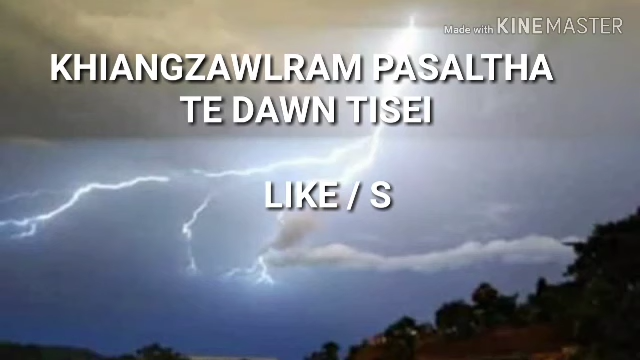 Made with KINEMASTER
KHIANGZAWLRAM PASALTHA
TE DAWN TISEI
LIKE / S